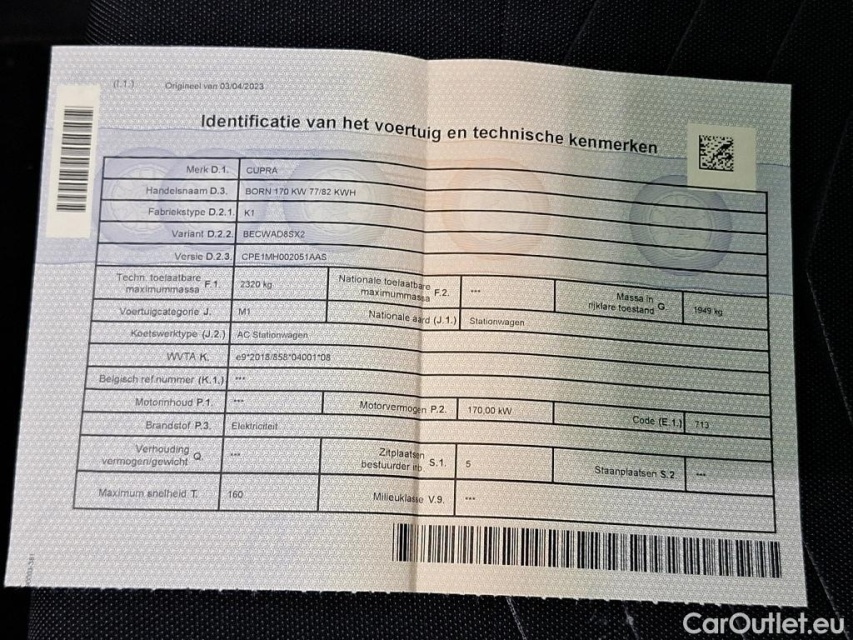 (I.1.) Origineel van 03/04/2023
Identificatie van het voertuig en technische kenmerken
Merk D.1. CUPRA
Handelsnaam D.3. BORN 170 KW 77/82 KWH
Fabriekstype D.2.1. K1
Variant D.2.2. BECWAD8SX2
Versie D.2.3. CPE1MH002051AAS
Techn. toelaatbare maximummassa F.1. 2320 kg Nationale toelaatbare maximummassa F.2. *** Massa in rijklare toestand G. 1949 kg
Voertuigcategorie J. M1 Nationale aard (J.1.) Stationwagen
Koetswerktype (J.2.) AC Stationwagen
WVTA K. e9*2018/858*04001*08
Belgisch ref.nummer (K.1.) ***
Motorinhoud P.1. *** Motorvermogen P.2. 170,00 kW Code (E.1.) 713
Brandstof P.3. Elektriciteit
Verhouding vermogen/gewicht Q. *** Zitplaatsen bestuurder inb. S.1. 5 Staanplaatsen S.2 ***
Maximum snelheid T. 160 Milieuklasse V.9. ***
CarOutlet.eu